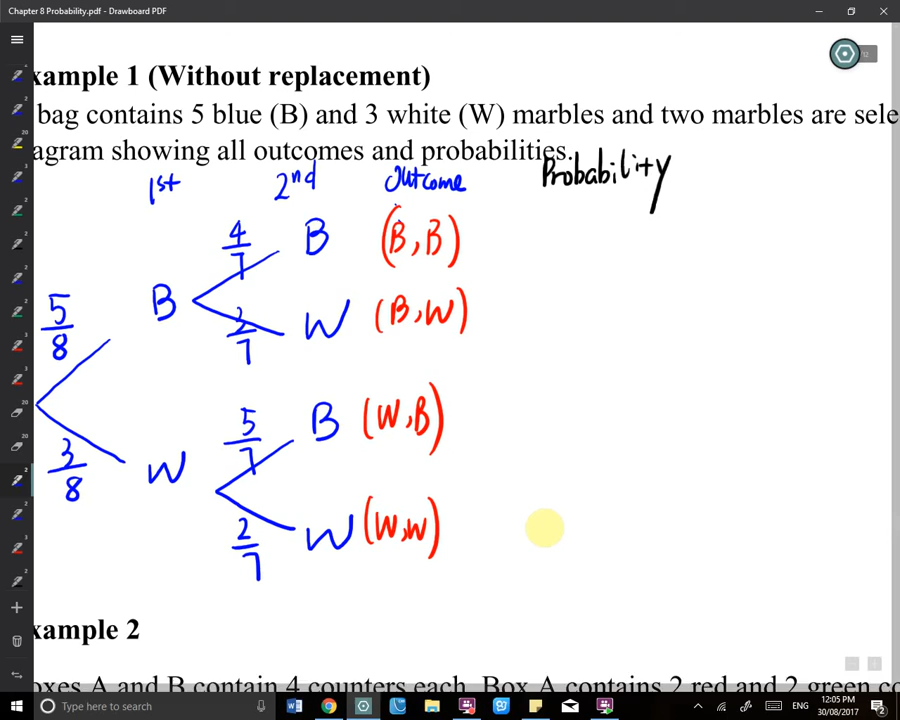 Chapter 8 Probability.pdf - Drawboard PDF
xample 1 (Without replacement)
bag contains 5 blue (B) and 3 white (W) marbles and two marbles are sele
agram showing all outcomes and probabilities.
1st 2nd Outcome Probability
4/7 B (B, B)
5/8 B
3/7 W (B, W)
5/7 B (W, B)
3/8 W
2/7 W (W, W)
xample 2
oxes A and B contain 4 counters each. Box A contains 2 red and 2 green co
Type here to search
ENG
12:05 PM
30/08/2017
2